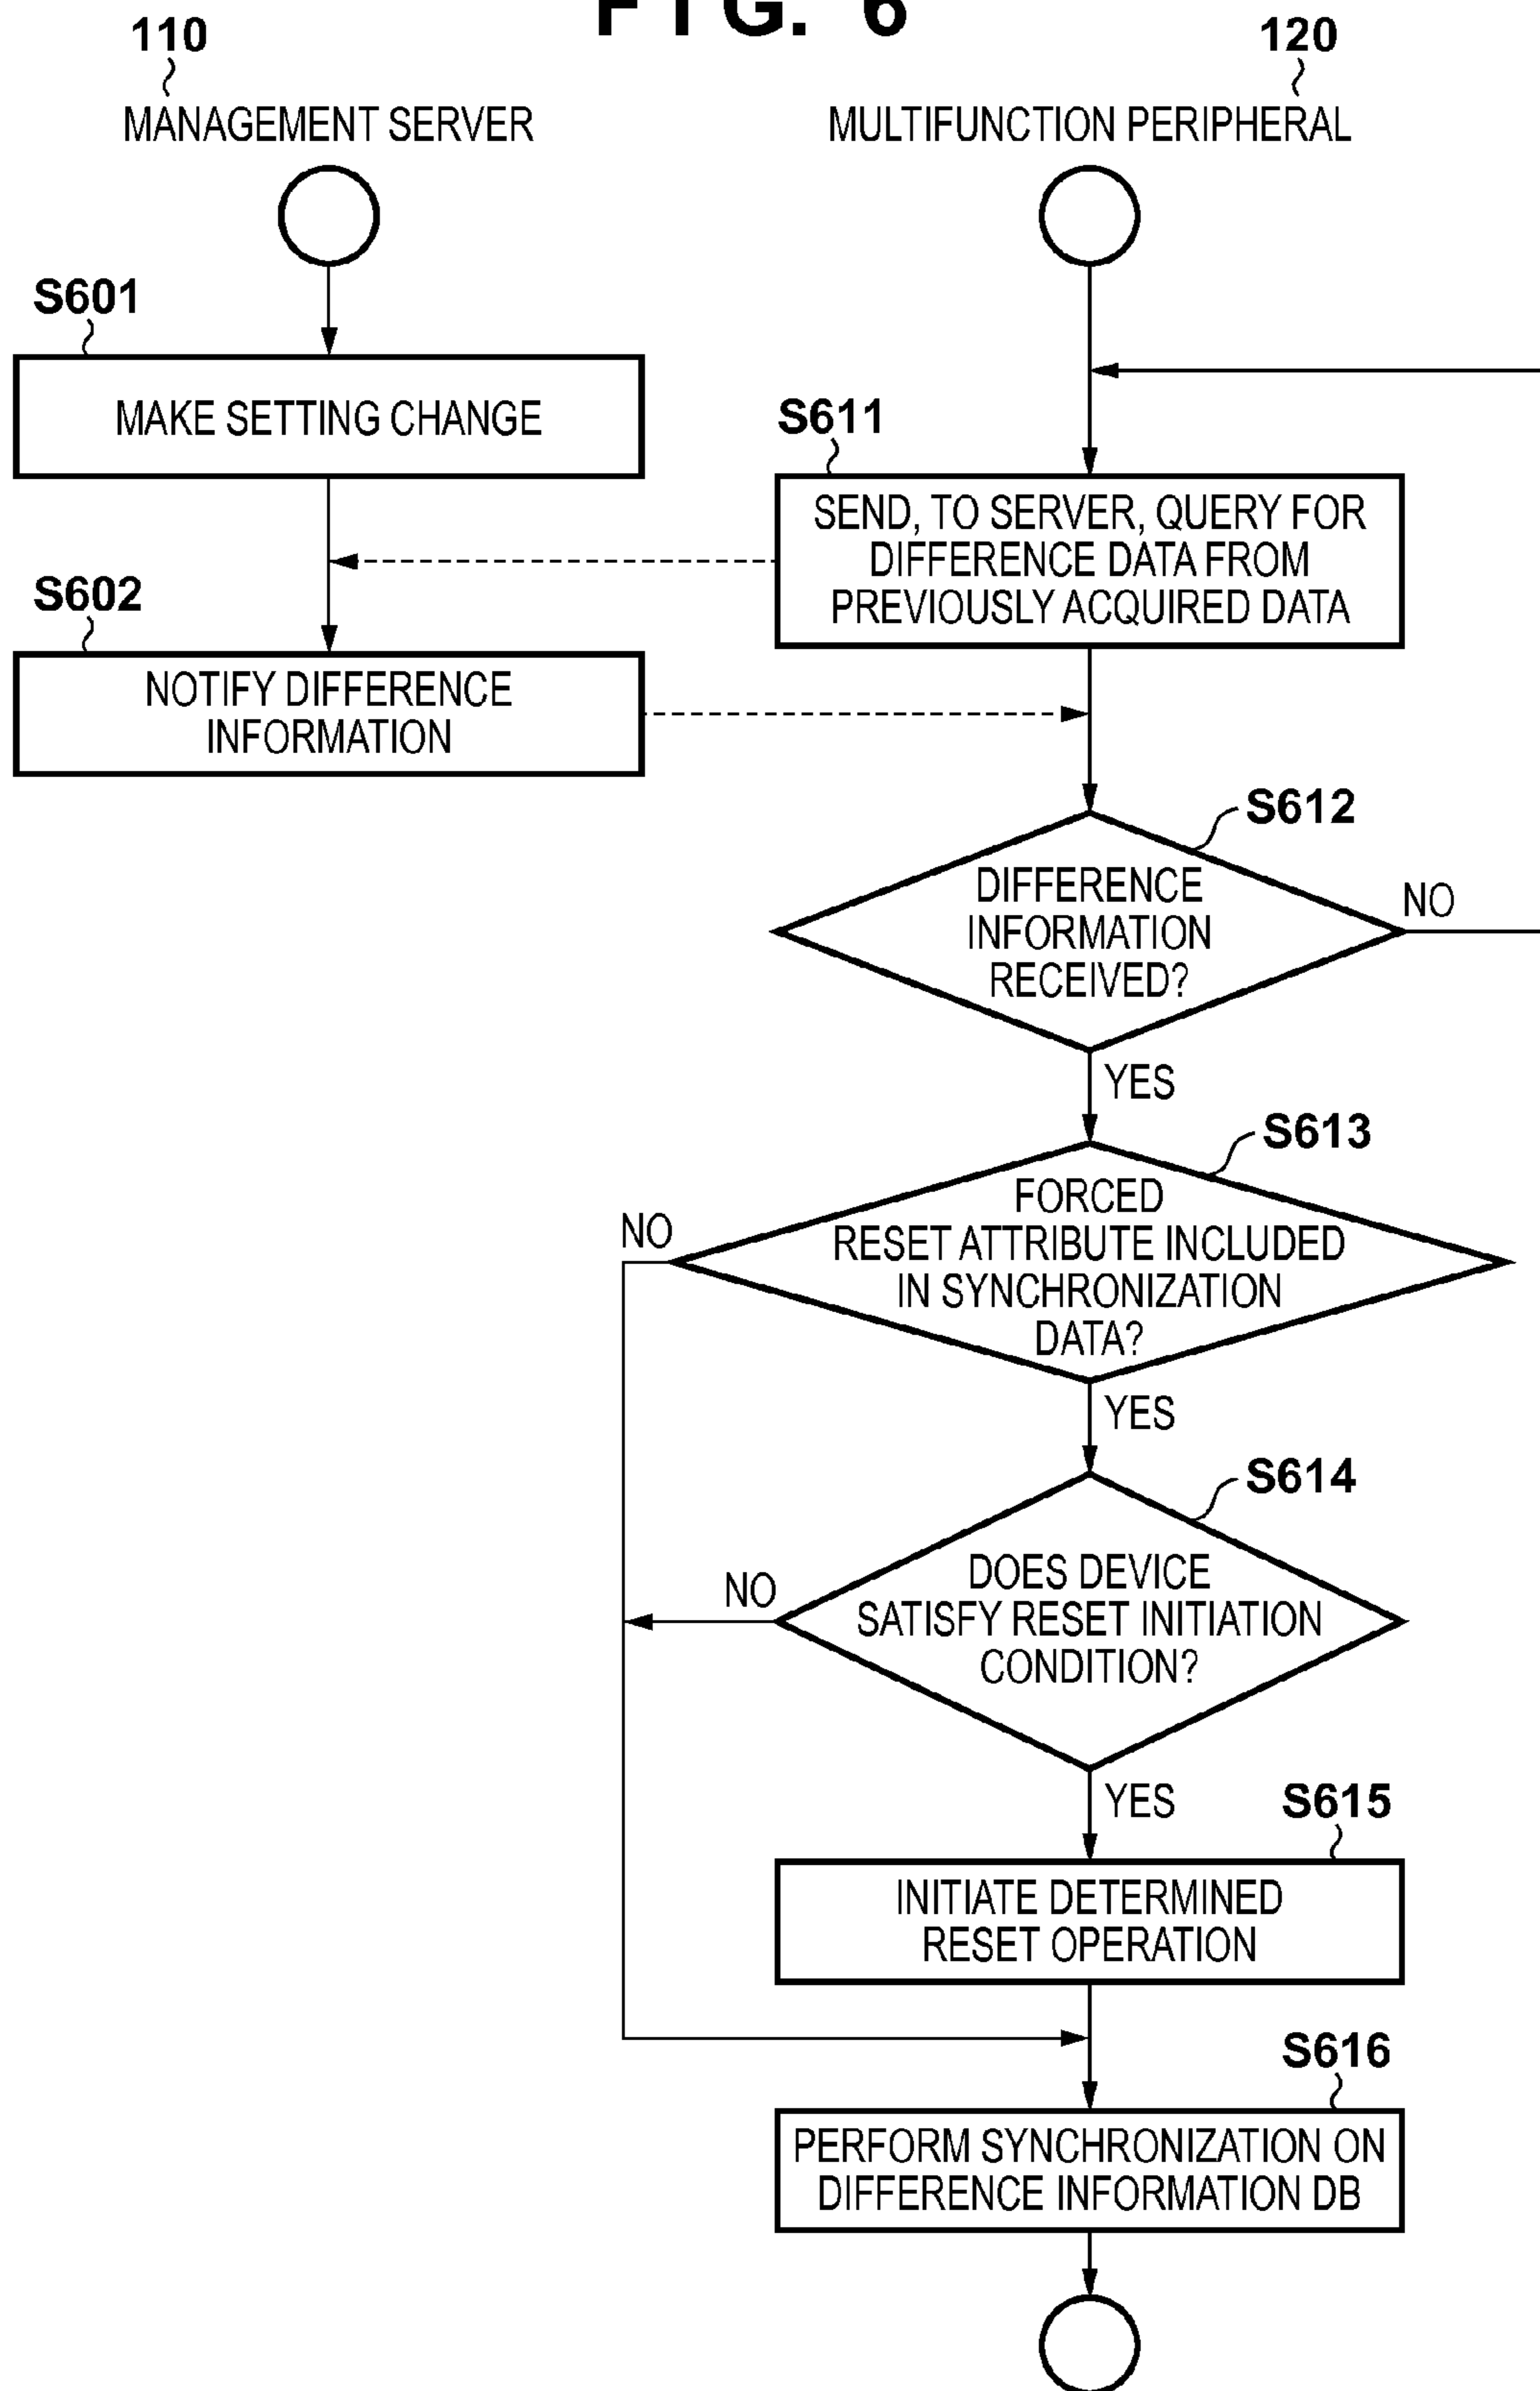 FIG. 6
110
120
MANAGEMENT SERVER
MULTIFUNCTION PERIPHERAL
S601
MAKE SETTING CHANGE
S611
SEND, TO SERVER, QUERY FOR
DIFFERENCE DATA FROM
PREVIOUSLY ACQUIRED DATA
S602
NOTIFY DIFFERENCE
INFORMATION
S612
DIFFERENCE
INFORMATION
RECEIVED?
NO
YES
S613
FORCED
RESET ATTRIBUTE INCLUDED
IN SYNCHRONIZATION
DATA?
NO
YES
S614
DOES DEVICE
SATISFY RESET INITIATION
CONDITION?
NO
YES
S615
INITIATE DETERMINED
RESET OPERATION
S616
PERFORM SYNCHRONIZATION ON
DIFFERENCE INFORMATION DB